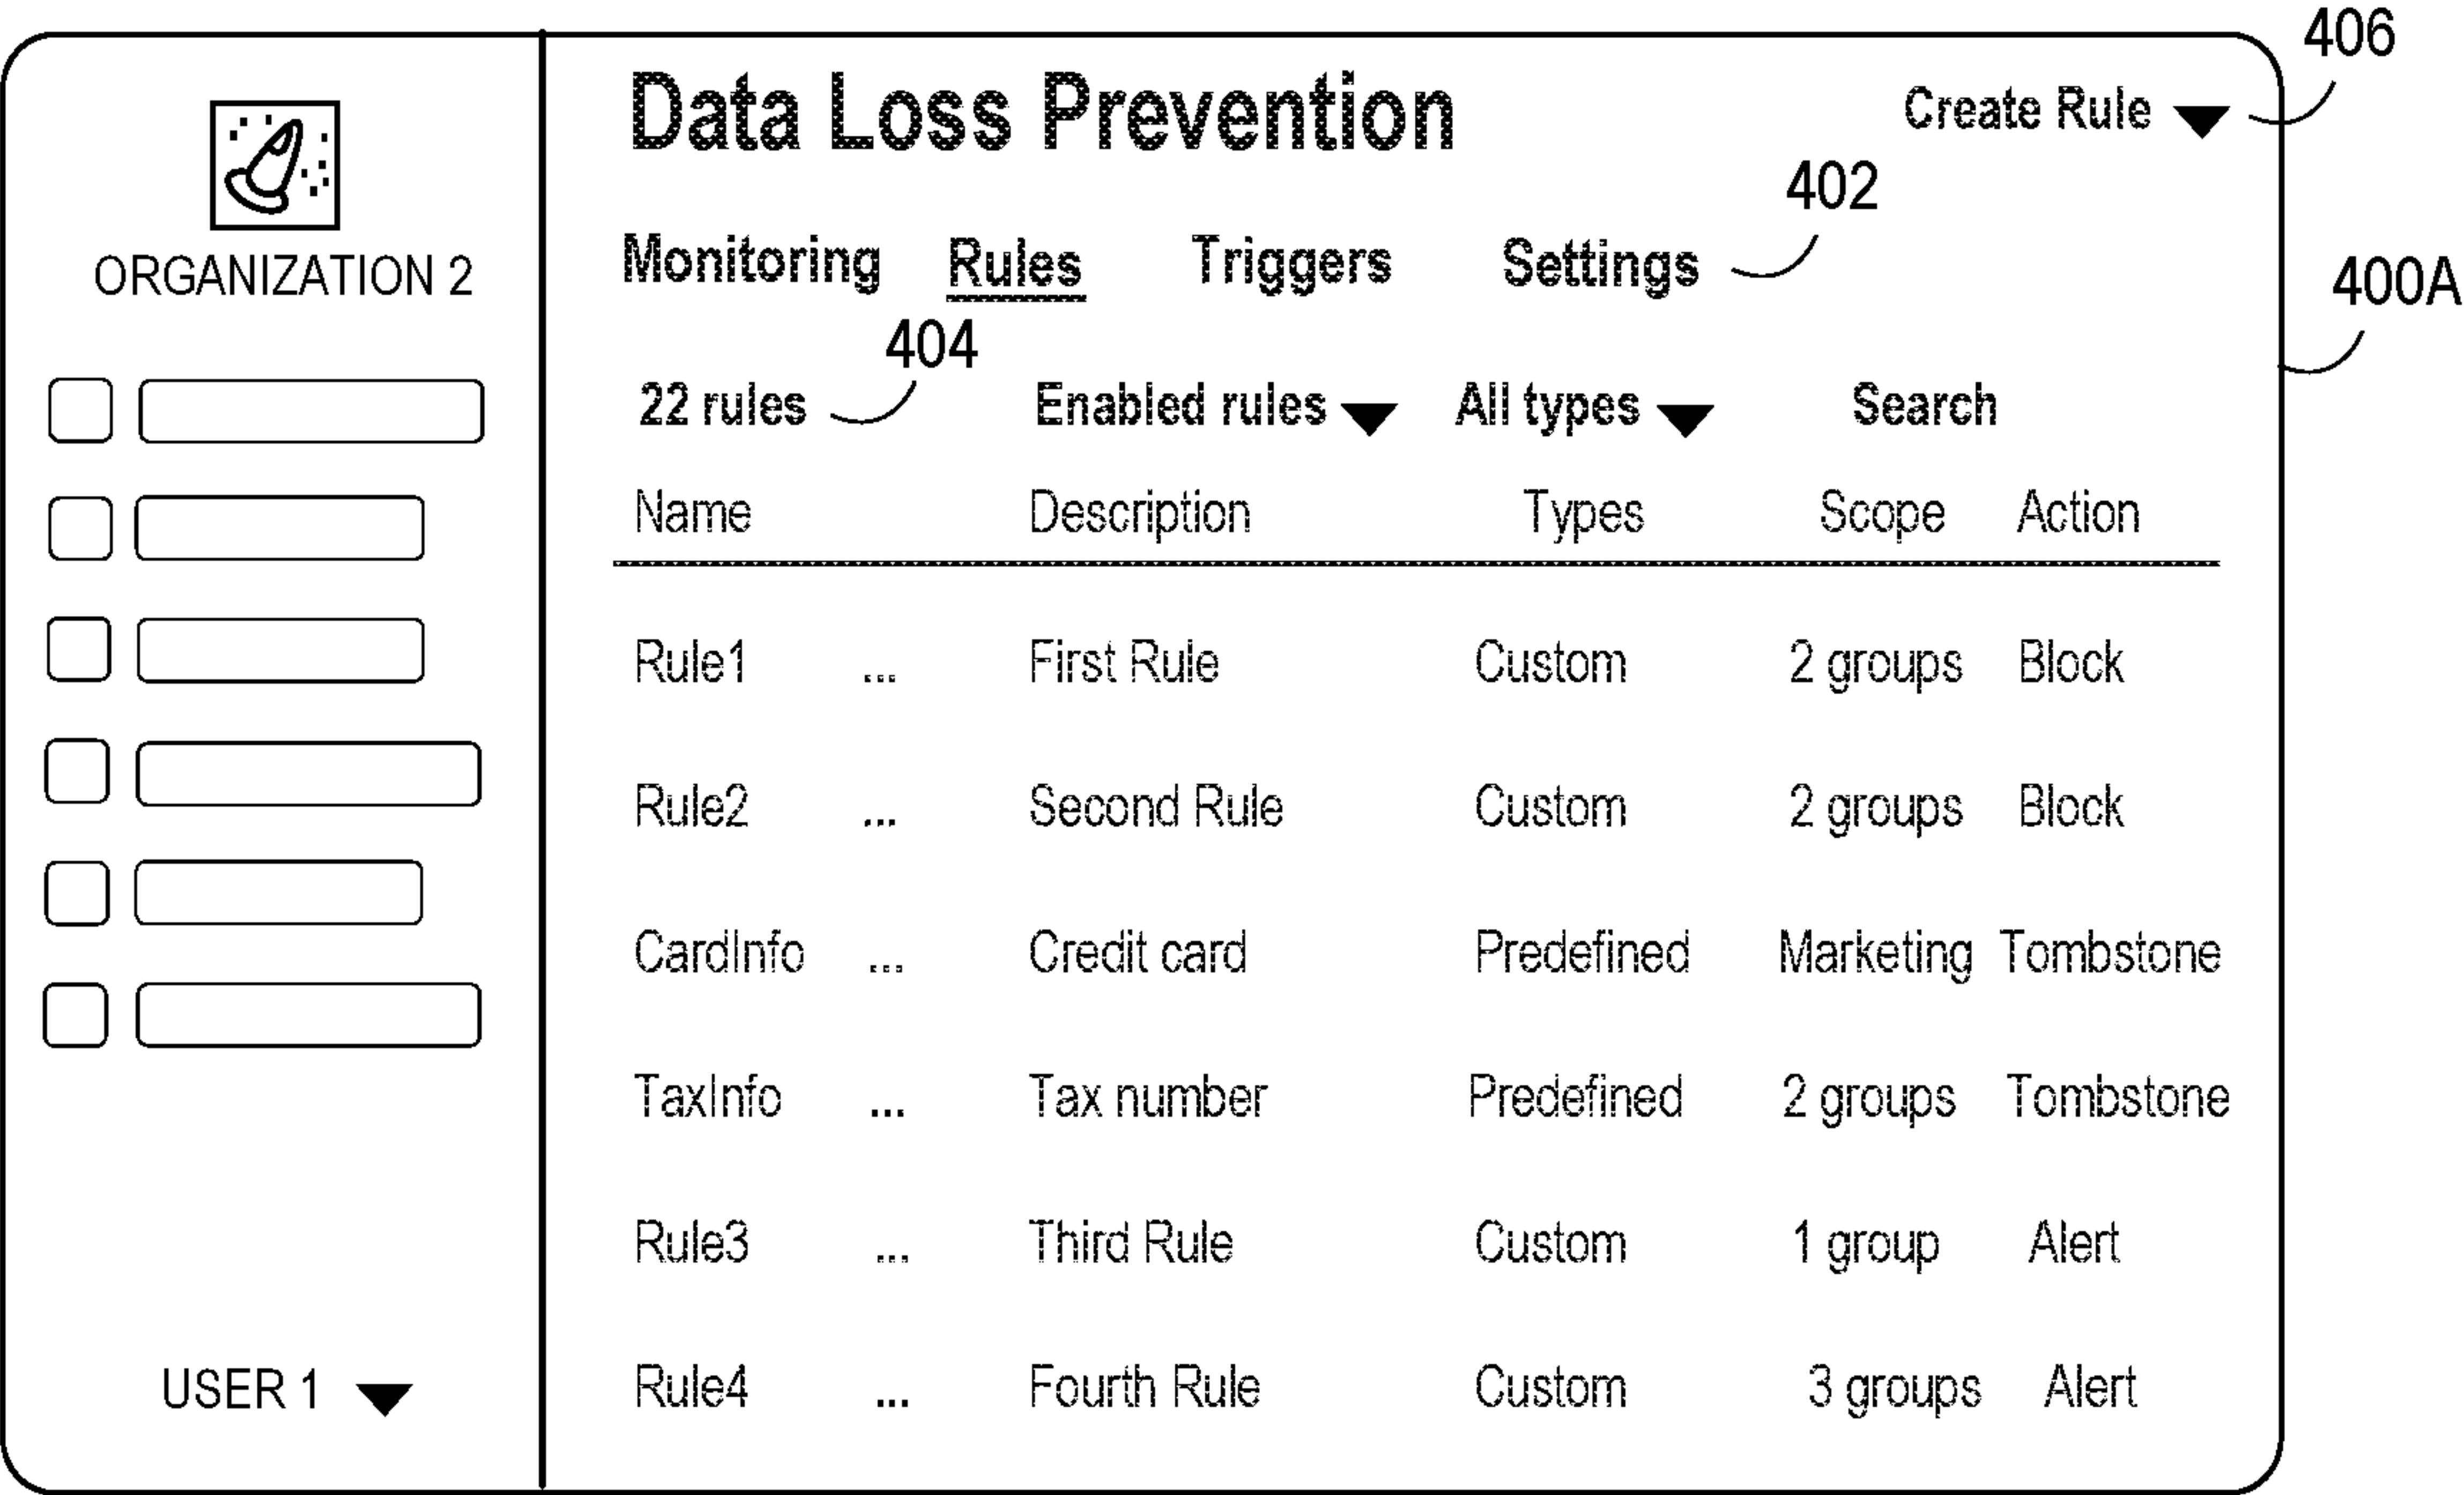 406
Data Loss Prevention Create Rule
402
ORGANIZATION 2
Monitoring Rules Triggers Settings
400A
404
22 rules Enabled rules All types Search
Name Description Types Scope Action
Rule1 ... First Rule Custom 2 groups Block
Rule2 ... Second Rule Custom 2 groups Block
CardInfo ... Credit card Predefined Marketing Tombstone
TaxInfo ... Tax number Predefined 2 groups Tombstone
Rule3 ... Third Rule Custom 1 group Alert
Rule4 ... Fourth Rule Custom 3 groups Alert
USER 1